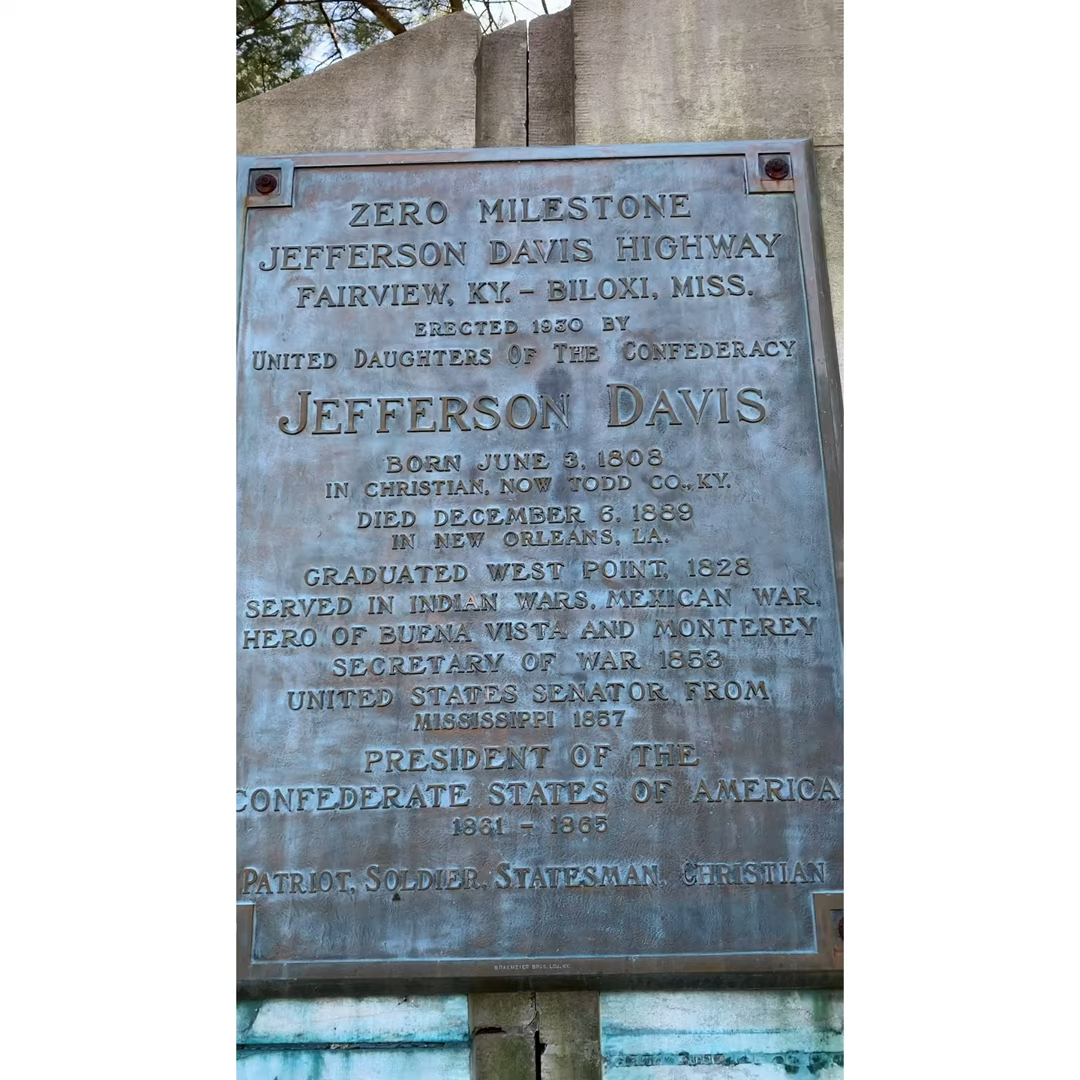 ZERO MILESTONE
JEFFERSON DAVIS HIGHWAY
FAIRVIEW, KY. – BILOXI, MISS.
ERECTED 1930 BY
UNITED DAUGHTERS OF THE CONFEDERACY
JEFFERSON DAVIS
BORN JUNE 3, 1808
IN CHRISTIAN, NOW TODD CO., KY.
DIED DECEMBER 6, 1889
IN NEW ORLEANS, LA.
GRADUATED WEST POINT, 1828
SERVED IN INDIAN WARS, MEXICAN WAR,
HERO OF BUENA VISTA AND MONTEREY
SECRETARY OF WAR 1853
UNITED STATES SENATOR FROM
MISSISSIPPI 1857
PRESIDENT OF THE
CONFEDERATE STATES OF AMERICA
1861 – 1865
PATRIOT, SOLDIER, STATESMAN, CHRISTIAN
BRAKMEIER BROS. LOU. KY.